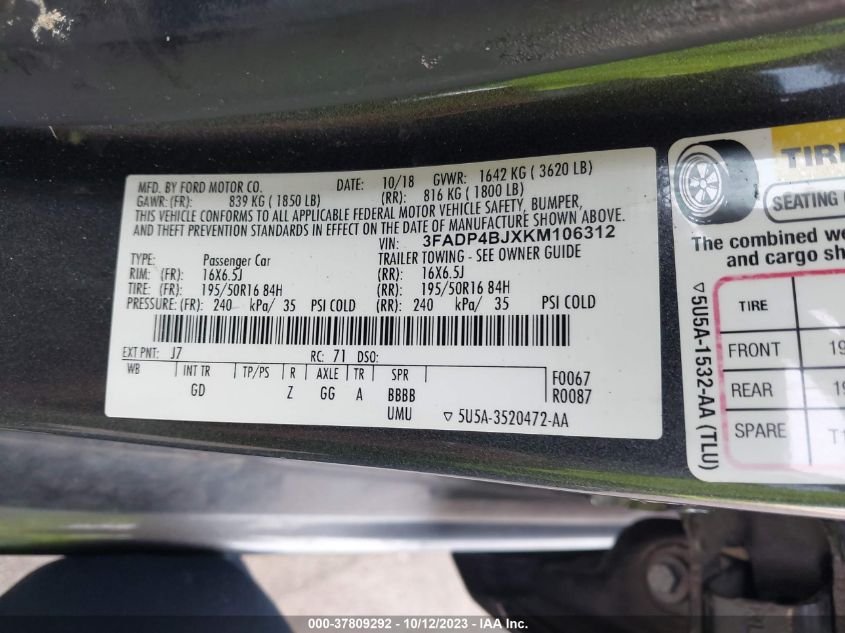 MFD. BY FORD MOTOR CO. DATE: 10/18 GVWR: 1642 KG ( 3620 LB)
GAWR: (FR): 839 KG ( 1850 LB) (RR): 816 KG ( 1800 LB)
THIS VEHICLE CONFORMS TO ALL APPLICABLE FEDERAL MOTOR VEHICLE SAFETY, BUMPER,
AND THEFT PREVENTION STANDARDS IN EFFECT ON THE DATE OF MANUFACTURE SHOWN ABOVE.
VIN: 3FADP4BJXKM106312
TYPE: Passenger Car TRAILER TOWING - SEE OWNER GUIDE
RIM: (FR): 16X6.5J (RR): 16X6.5J
TIRE: (FR): 195/50R16 84H (RR): 195/50R16 84H
PRESSURE: (FR): 240 kPa/ 35 PSI COLD (RR): 240 kPa/ 35 PSI COLD
EXT PNT: J7 RC: 71 DSO:
WB INT TR TP/PS R AXLE TR SPR F0067
GD Z GG A BBBB R0087
UMU ▽ 5U5A-3520472-AA
TIRE
SEATING
The combined
and cargo
▽5U5A-1532-AA (TLU)
TIRE
FRONT 19
REAR 19
SPARE T1
000-37809292 - 10/12/2023 - IAA Inc.